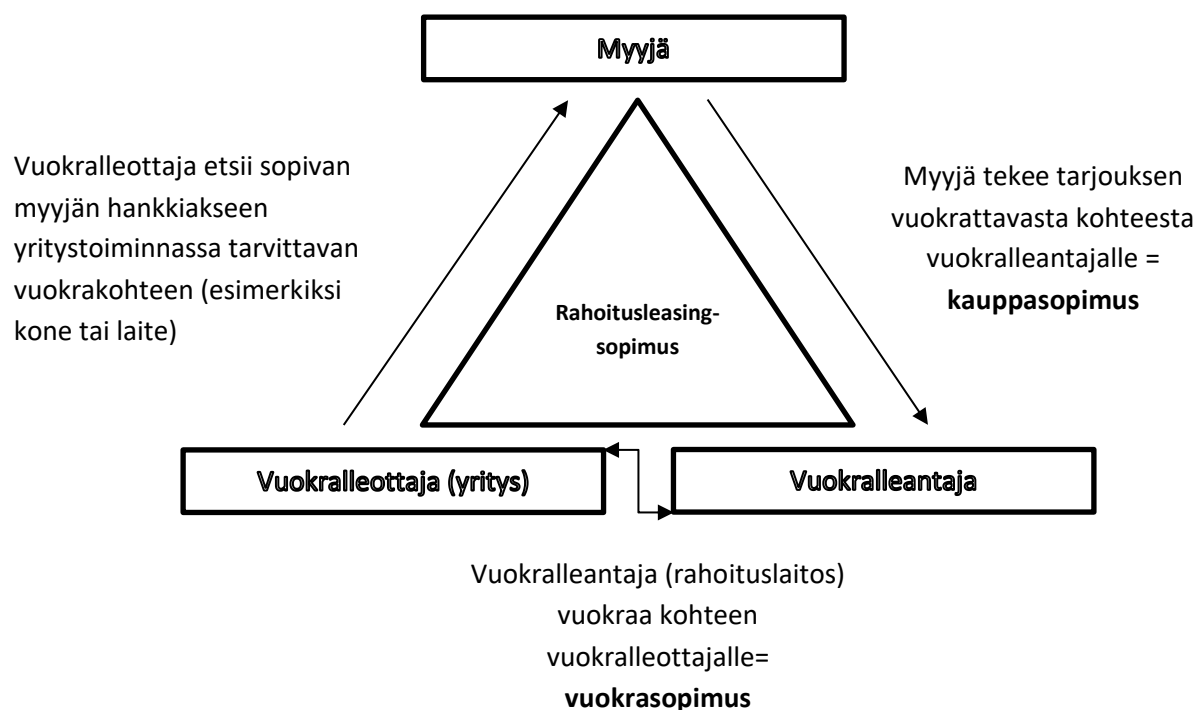 Myyjä
Vuokralleottaja etsii sopivan
myyjän hankkiakseen
yritystoiminnassa tarvittavan
vuokrakohteen (esimerkiksi
kone tai laite)
Myyjä tekee tarjouksen
vuokrattavasta kohteesta
vuokralleantajalle =
kauppasopimus
Rahoitusleasing-
sopimus
Vuokralleottaja (yritys)
Vuokralleantaja
Vuokralleantaja (rahoituslaitos)
vuokraa kohteen
vuokralleottajalle=
vuokrasopimus